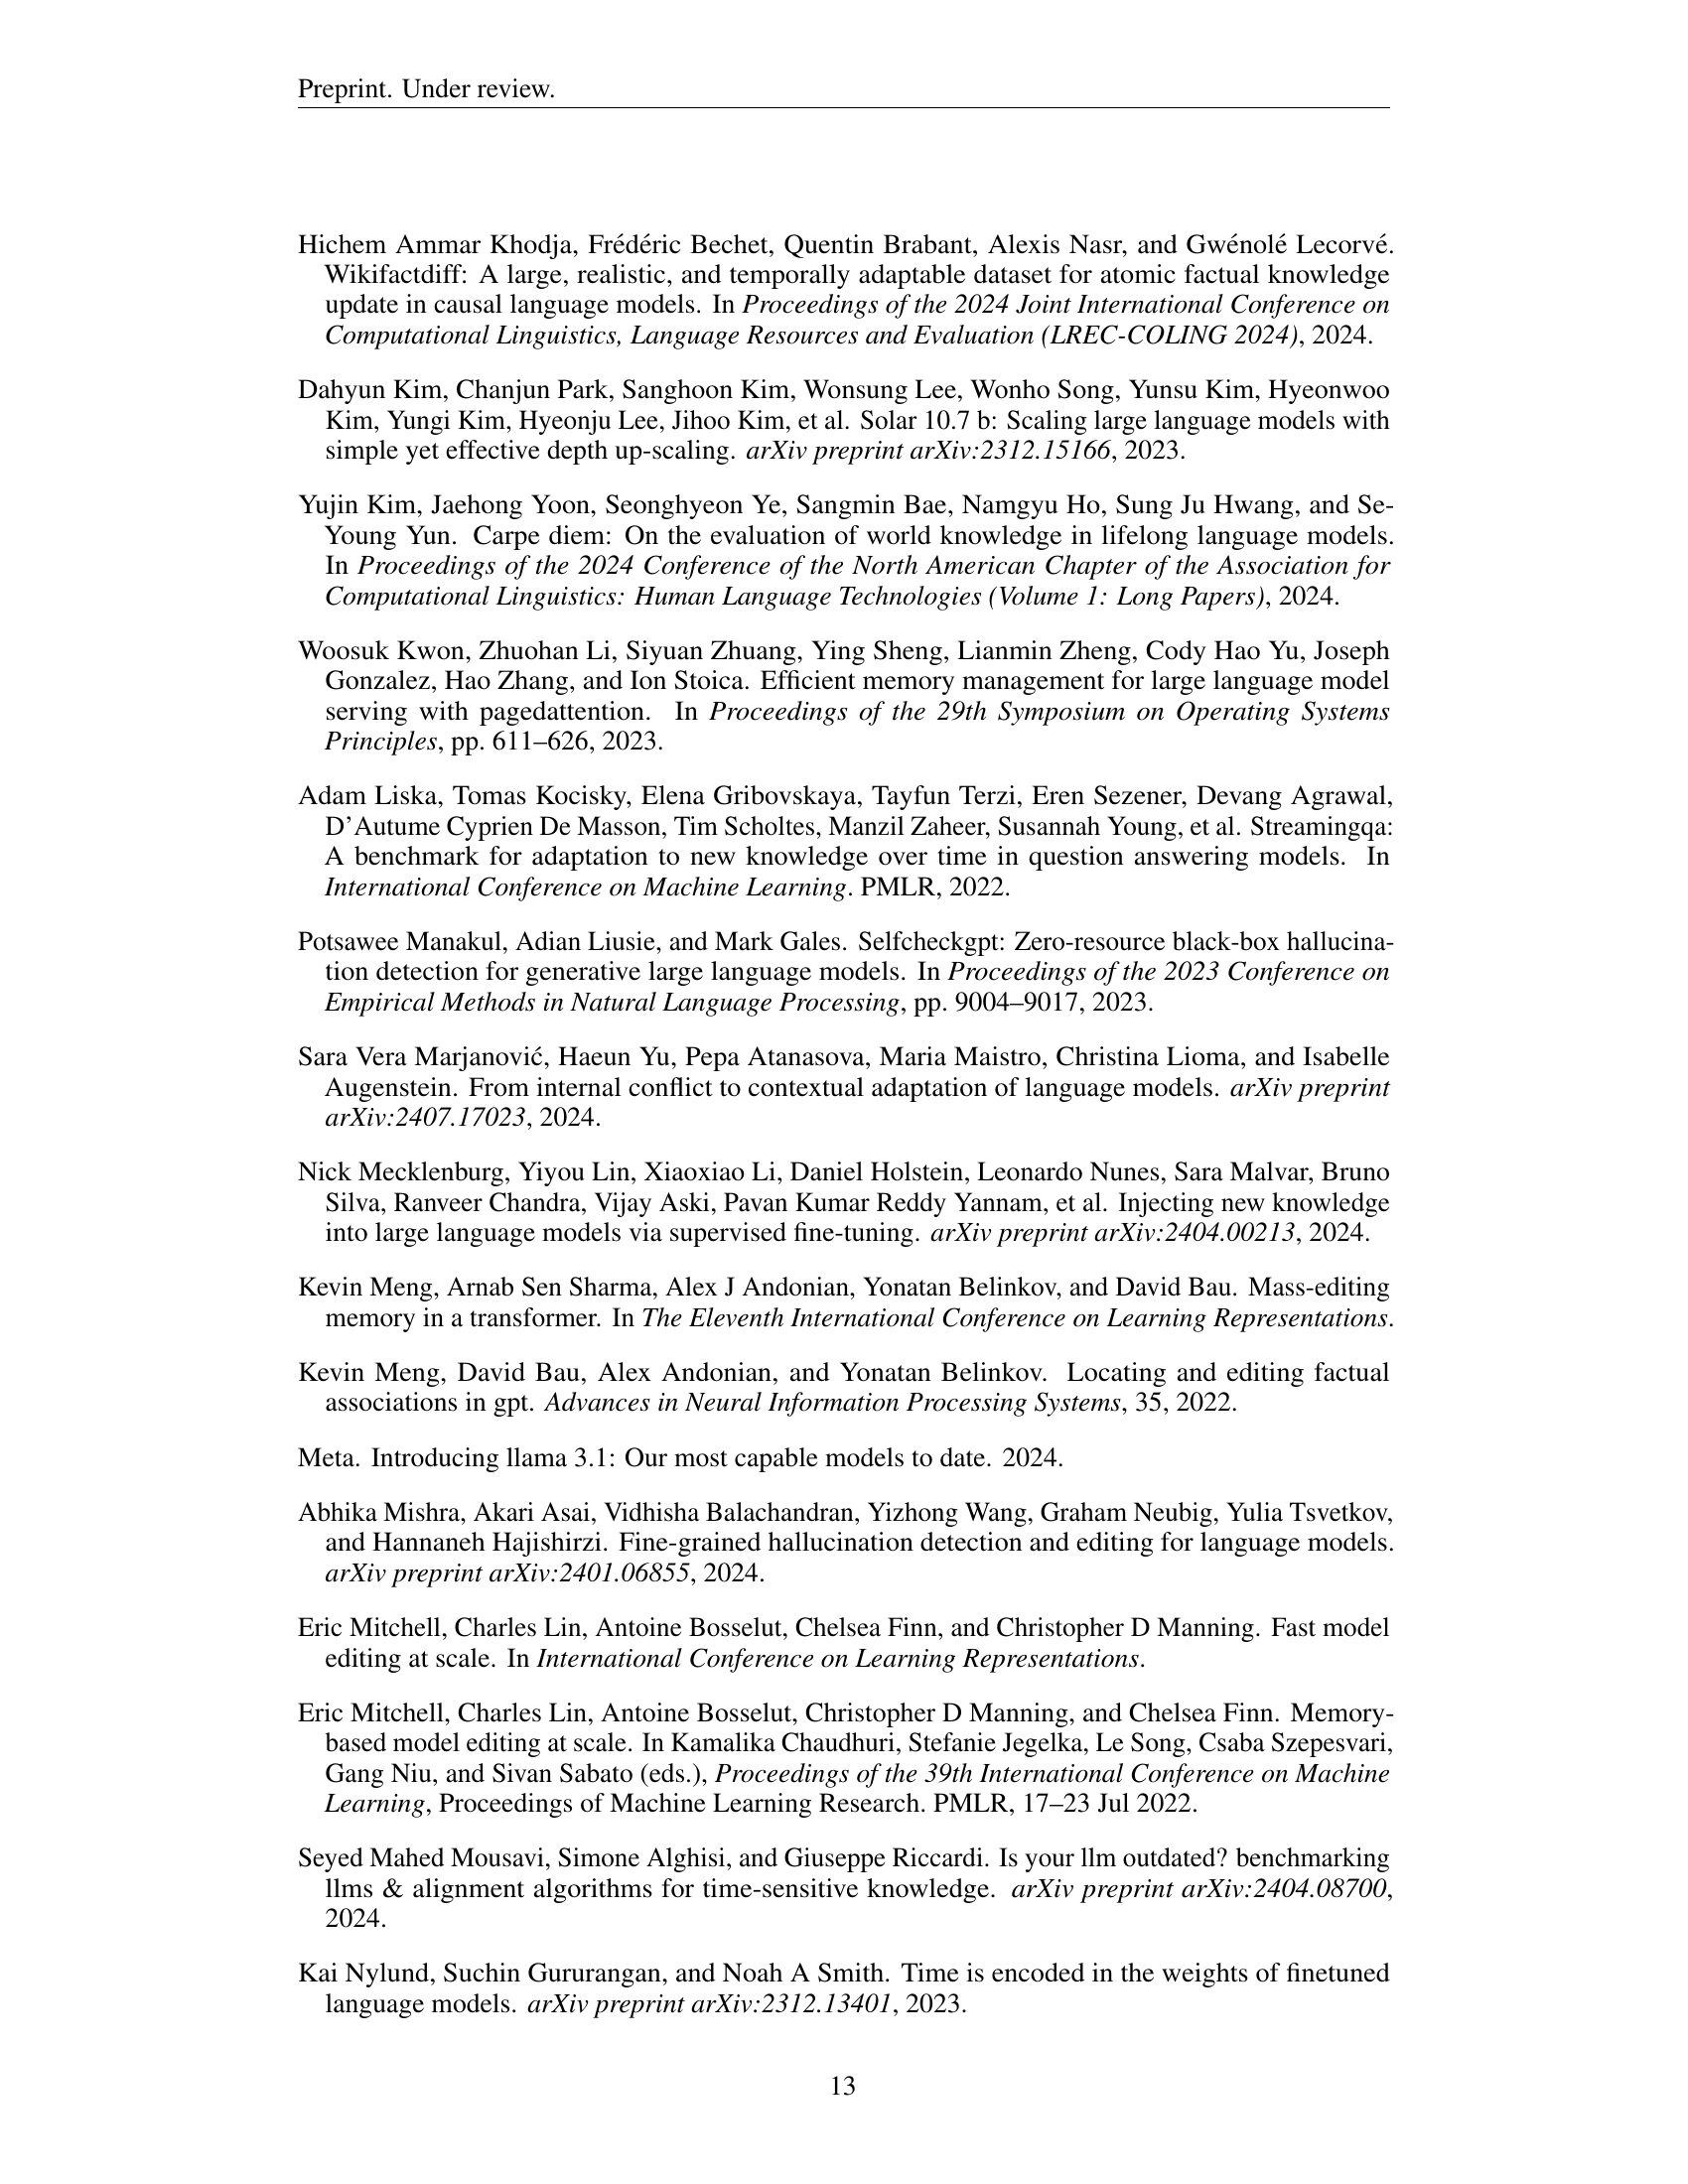 Preprint. Under review.
Hichem Ammar Khodja, Frédéric Bechet, Quentin Brabant, Alexis Nasr, and Gwénolé Lecorvé.
Wikifactdiff: A large, realistic, and temporally adaptable dataset for atomic factual knowledge
update in causal language models. In Proceedings of the 2024 Joint International Conference on
Computational Linguistics, Language Resources and Evaluation (LREC-COLING 2024), 2024.
Dahyun Kim, Chanjun Park, Sanghoon Kim, Wonsung Lee, Wonho Song, Yunsu Kim, Hyeonwoo
Kim, Yungi Kim, Hyeonju Lee, Jihoo Kim, et al. Solar 10.7 b: Scaling large language models with
simple yet effective depth up-scaling. arXiv preprint arXiv:2312.15166, 2023.
Yujin Kim, Jaehong Yoon, Seonghyeon Ye, Sangmin Bae, Namgyu Ho, Sung Ju Hwang, and Se-
Young Yun. Carpe diem: On the evaluation of world knowledge in lifelong language models.
In Proceedings of the 2024 Conference of the North American Chapter of the Association for
Computational Linguistics: Human Language Technologies (Volume 1: Long Papers), 2024.
Woosuk Kwon, Zhuohan Li, Siyuan Zhuang, Ying Sheng, Lianmin Zheng, Cody Hao Yu, Joseph
Gonzalez, Hao Zhang, and Ion Stoica. Efficient memory management for large language model
serving with pagedattention. In Proceedings of the 29th Symposium on Operating Systems
Principles, pp. 611–626, 2023.
Adam Liska, Tomas Kocisky, Elena Gribovskaya, Tayfun Terzi, Eren Sezener, Devang Agrawal,
D’Autume Cyprien De Masson, Tim Scholtes, Manzil Zaheer, Susannah Young, et al. Streamingqa:
A benchmark for adaptation to new knowledge over time in question answering models. In
International Conference on Machine Learning. PMLR, 2022.
Potsawee Manakul, Adian Liusie, and Mark Gales. Selfcheckgpt: Zero-resource black-box hallucina-
tion detection for generative large language models. In Proceedings of the 2023 Conference on
Empirical Methods in Natural Language Processing, pp. 9004–9017, 2023.
Sara Vera Marjanović, Haeun Yu, Pepa Atanasova, Maria Maistro, Christina Lioma, and Isabelle
Augenstein. From internal conflict to contextual adaptation of language models. arXiv preprint
arXiv:2407.17023, 2024.
Nick Mecklenburg, Yiyou Lin, Xiaoxiao Li, Daniel Holstein, Leonardo Nunes, Sara Malvar, Bruno
Silva, Ranveer Chandra, Vijay Aski, Pavan Kumar Reddy Yannam, et al. Injecting new knowledge
into large language models via supervised fine-tuning. arXiv preprint arXiv:2404.00213, 2024.
Kevin Meng, Arnab Sen Sharma, Alex J Andonian, Yonatan Belinkov, and David Bau. Mass-editing
memory in a transformer. In The Eleventh International Conference on Learning Representations.
Kevin Meng, David Bau, Alex Andonian, and Yonatan Belinkov. Locating and editing factual
associations in gpt. Advances in Neural Information Processing Systems, 35, 2022.
Meta. Introducing llama 3.1: Our most capable models to date. 2024.
Abhika Mishra, Akari Asai, Vidhisha Balachandran, Yizhong Wang, Graham Neubig, Yulia Tsvetkov,
and Hannaneh Hajishirzi. Fine-grained hallucination detection and editing for language models.
arXiv preprint arXiv:2401.06855, 2024.
Eric Mitchell, Charles Lin, Antoine Bosselut, Chelsea Finn, and Christopher D Manning. Fast model
editing at scale. In International Conference on Learning Representations.
Eric Mitchell, Charles Lin, Antoine Bosselut, Christopher D Manning, and Chelsea Finn. Memory-
based model editing at scale. In Kamalika Chaudhuri, Stefanie Jegelka, Le Song, Csaba Szepesvari,
Gang Niu, and Sivan Sabato (eds.), Proceedings of the 39th International Conference on Machine
Learning, Proceedings of Machine Learning Research. PMLR, 17–23 Jul 2022.
Seyed Mahed Mousavi, Simone Alghisi, and Giuseppe Riccardi. Is your llm outdated? benchmarking
llms & alignment algorithms for time-sensitive knowledge. arXiv preprint arXiv:2404.08700,
2024.
Kai Nylund, Suchin Gururangan, and Noah A Smith. Time is encoded in the weights of finetuned
language models. arXiv preprint arXiv:2312.13401, 2023.
13